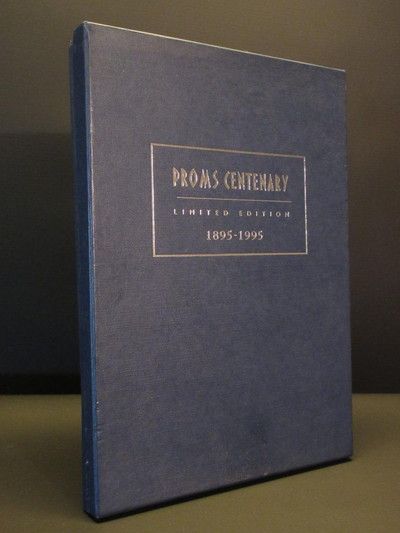 PROMS CENTENARY
LIMITED EDITION
1895-1995